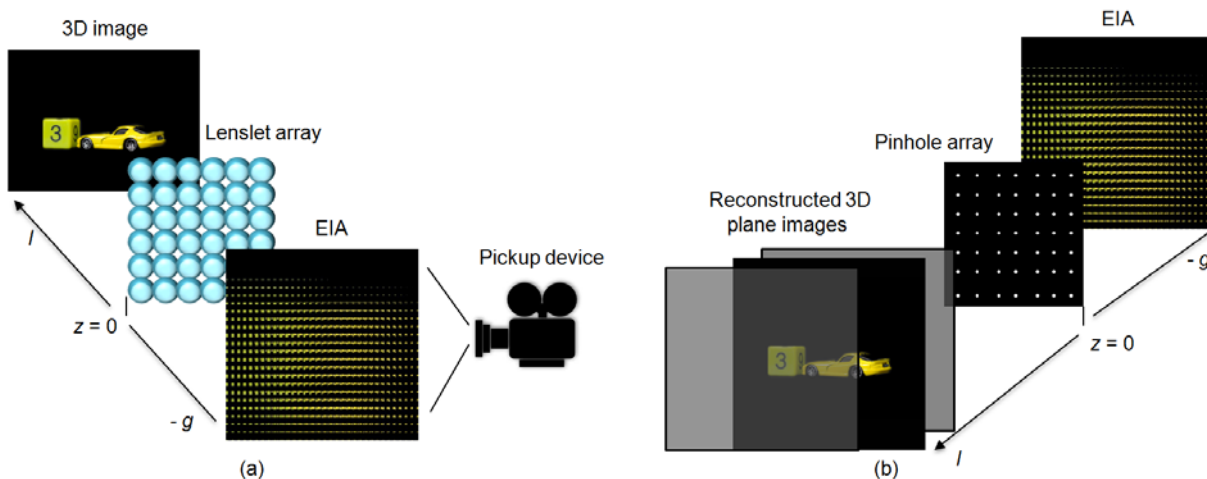 3D image
Lenslet array
3
EIA
Pickup device
l
z = 0
- g
(a)
EIA
Pinhole array
Reconstructed 3D
plane images
3
- g
z = 0
l
(b)